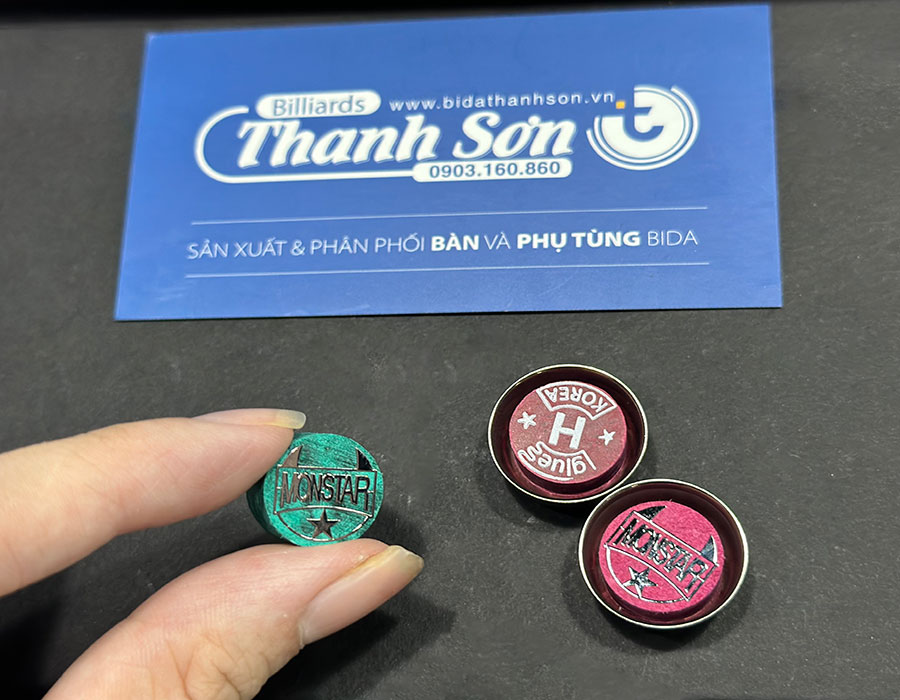 Billiards www.bidathanhson.vn
Thanh Sơn
0903.160.860
SẢN XUẤT & PHÂN PHỐI BÀN VÀ PHỤ TÙNG BIDA
KOREA
H
MONSTAR
MONSTAR